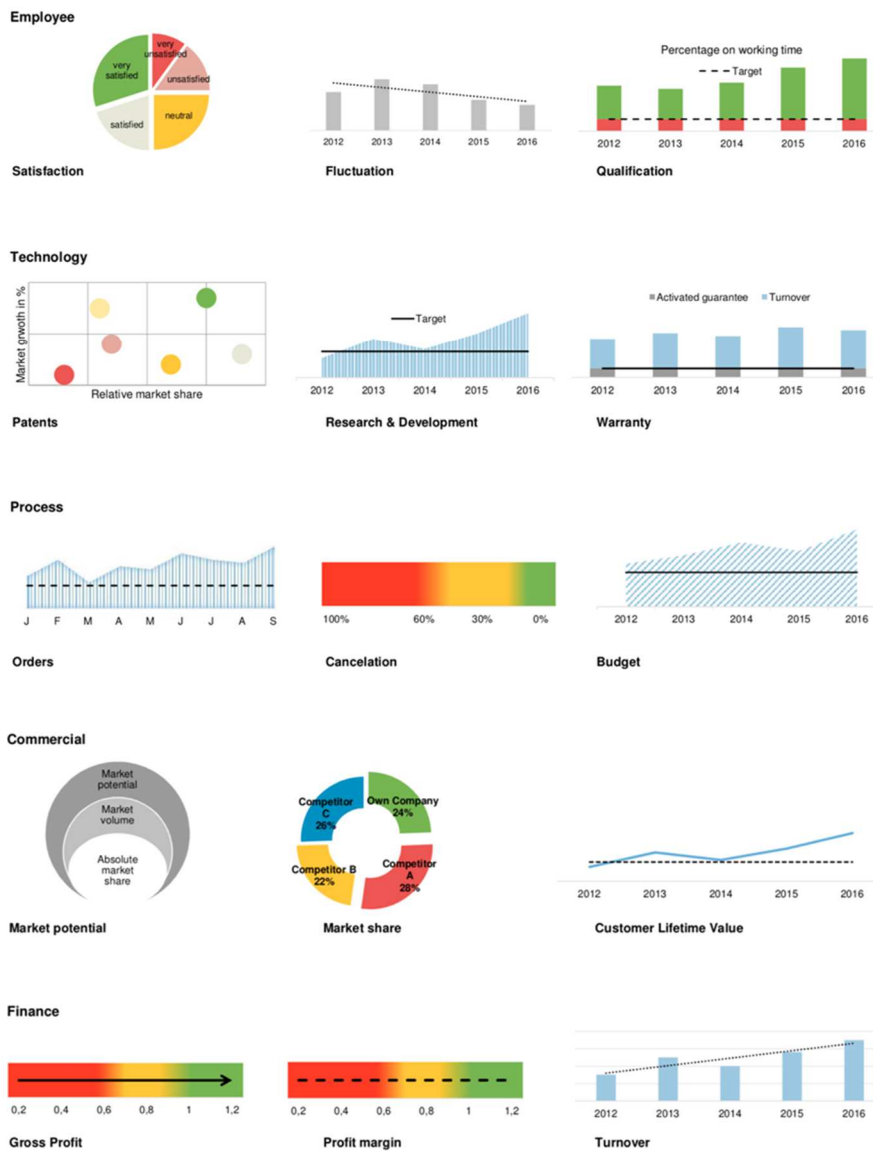 Employee
very
satisfied
very
unsatisfied
unsatisfied
neutral
satisfied
Satisfaction
2012 2013 2014 2015 2016
Fluctuation
Percentage on working time
Target
2012 2013 2014 2015 2016
Qualification
Technology
Market grwoth in %
Relative market share
Patents
Target
2012 2013 2014 2015 2016
Research & Development
Activated guarantee Turnover
2012 2013 2014 2015 2016
Warranty
Process
J F M A M J J A S
Orders
100% 60% 30% 0%
Cancelation
2012 2013 2014 2015 2016
Budget
Commercial
Market
potential
Market
volume
Absolute
market
share
Market potential
Competitor
C
26%
Own Company
24%
Competitor B
22%
Competitor
A
28%
Market share
2012 2013 2014 2015 2016
Customer Lifetime Value
Finance
0,2 0,4 0,6 0,8 1 1,2
Gross Profit
0,2 0,4 0,6 0,8 1 1,2
Profit margin
2012 2013 2014 2015 2016
Turnover